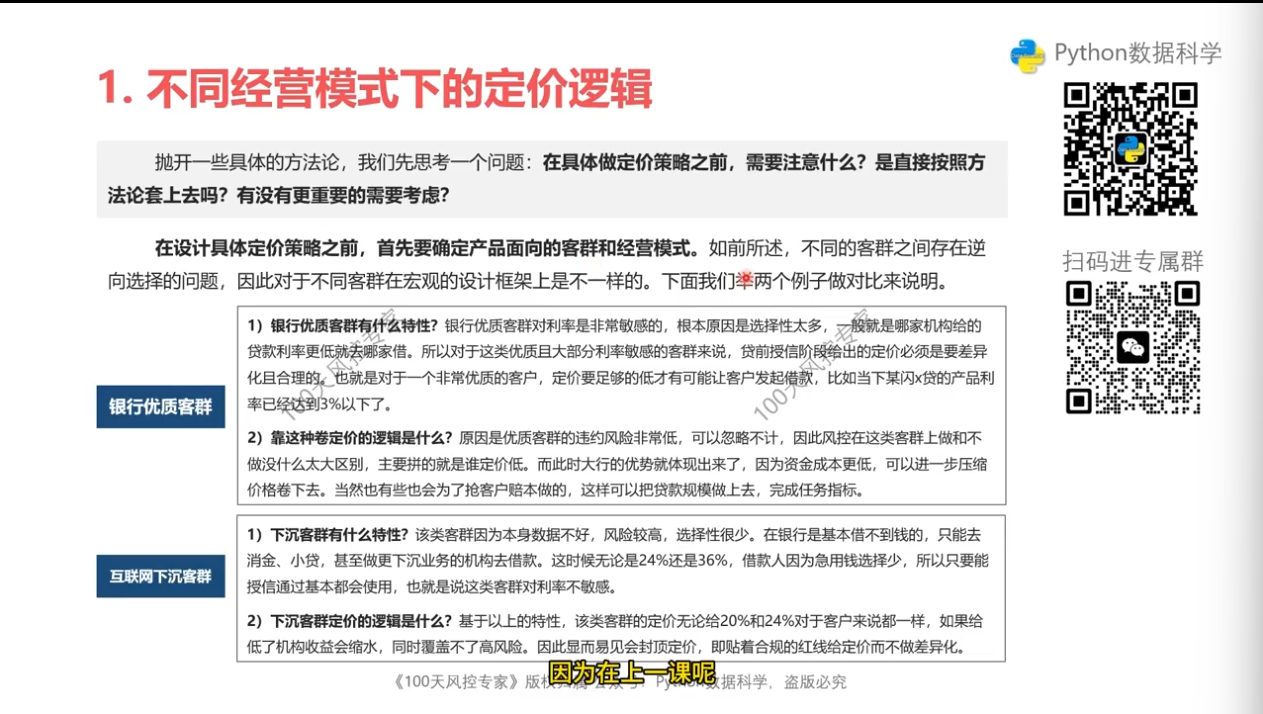 1. 不同经营模式下的定价逻辑
Python数据科学
抛开一些具体的方法论，我们先思考一个问题：在具体做定价策略之前，需要注意什么？是直接按照方
法论套上去吗？有没有更重要的需要考虑？
在设计具体定价策略之前，首先要确定产品面向的客群和经营模式。如前所述，不同的客群之间存在逆
向选择的问题，因此对于不同客群在宏观的设计框架上是不一样的。下面我们举两个例子做对比来说明。
扫码进专属群
银行优质客群
1）银行优质客群有什么特性？银行优质客群对利率是非常敏感的，根本原因是选择性太多，一般就是哪家机构给的
贷款利率更低就去哪家借。所以对于这类优质且大部分利率敏感的客群来说，贷前授信阶段给出的定价必须是要差异
化且合理的。也就是对于一个非常优质的客户，定价要足够的低才有可能让客户发起借款，比如当下某闪x贷的产品利
率已经达到3%以下了。
2）靠这种卷定价的逻辑是什么？原因是优质客群的违约风险非常低，可以忽略不计，因此风控在这类客群上做和不
做没什么太大区别，主要拼的就是谁定价低。而此时大行的优势就体现出来了，因为资金成本更低，可以进一步压缩
价格卷下去。当然也有些也会为了抢客户赔本做的，这样可以把贷款规模做上去，完成任务指标。
100天风控专家
100天风控专家
互联网下沉客群
1）下沉客群有什么特性？该类客群因为本身数据不好，风险较高，选择性很少。在银行是基本借不到钱的，只能去
消金、小贷，甚至做更下沉业务的机构去借款。这时候无论是24%还是36%，借款人因为急用钱选择少，所以只要能
授信通过基本都会使用，也就是说这类客群对利率不敏感。
2）下沉客群定价的逻辑是什么？基于以上的特性，该类客群的定价无论给20%和24%对于客户来说都一样，如果给
低了机构收益会缩水，同时覆盖不了高风险。因此显而易见会封顶定价，即贴着合规的红线给定价而不做差异化。
因为在上一课呢
《100天风控专家》版权归属公众号：Python数据科学，盗版必究